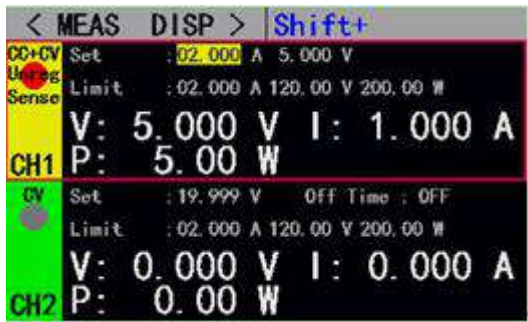 < MEAS DISP > Shift+
CC+CV Set :02.000 A 5.000 V
Unreg
Sense Limit :02.000 A 120.00 V 200.00 W
V: 5.000 V I: 1.000 A
CH1 P: 5.00 W
CV Set :19.999 V Off Time : OFF
Limit :02.000 A 120.00 V 200.00 W
V: 0.000 V I: 0.000 A
CH2 P: 0.00 W